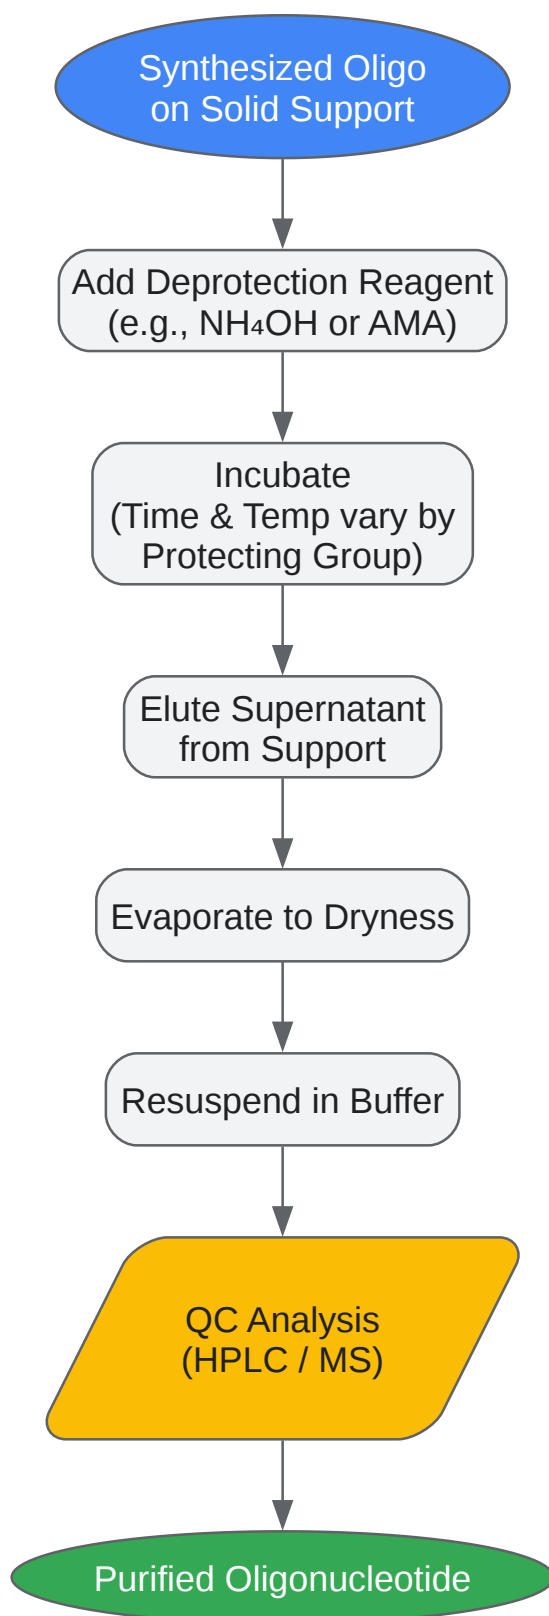 Synthesized Oligo
on Solid Support
Add Deprotection Reagent
(e.g., NH₄OH or AMA)
Incubate
(Time & Temp vary by
Protecting Group)
Elute Supernatant
from Support
Evaporate to Dryness
Resuspend in Buffer
QC Analysis
(HPLC / MS)
Purified Oligonucleotide